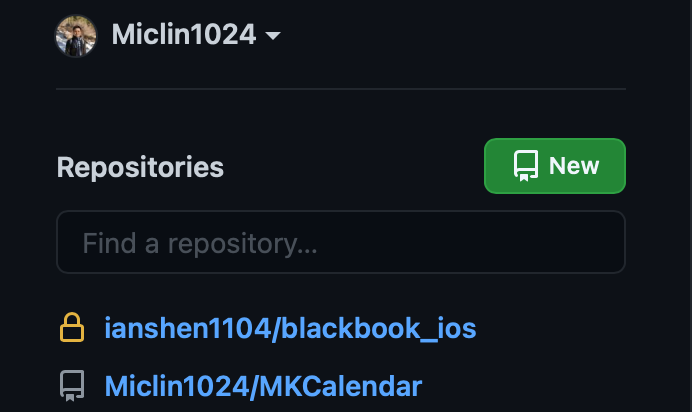 Miclin1024
Repositories
New
Find a repository...
ianshen1104/blackbook_ios
Miclin1024/MKCalendar